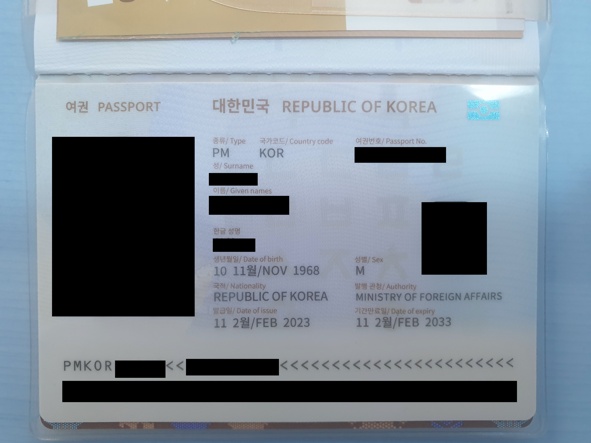 여권 PASSPORT
대한민국 REPUBLIC OF KOREA
종류/ Type 국가코드/ Country code 여권번호/ Passport No.
PM KOR
성/ Surname
이름/ Given names
한글성명
생년월일/ Date of birth 성별/ Sex
10 11월/NOV 1968 M
국적/ Nationality 발행관청/ Authority
REPUBLIC OF KOREA MINISTRY OF FOREIGN AFFAIRS
발급일/ Date of issue 기간만료일/ Date of expiry
11 2월/FEB 2023 11 2월/FEB 2033
PMKOR <<  <<<<<<<<<<<<<<<<<<<<<<<